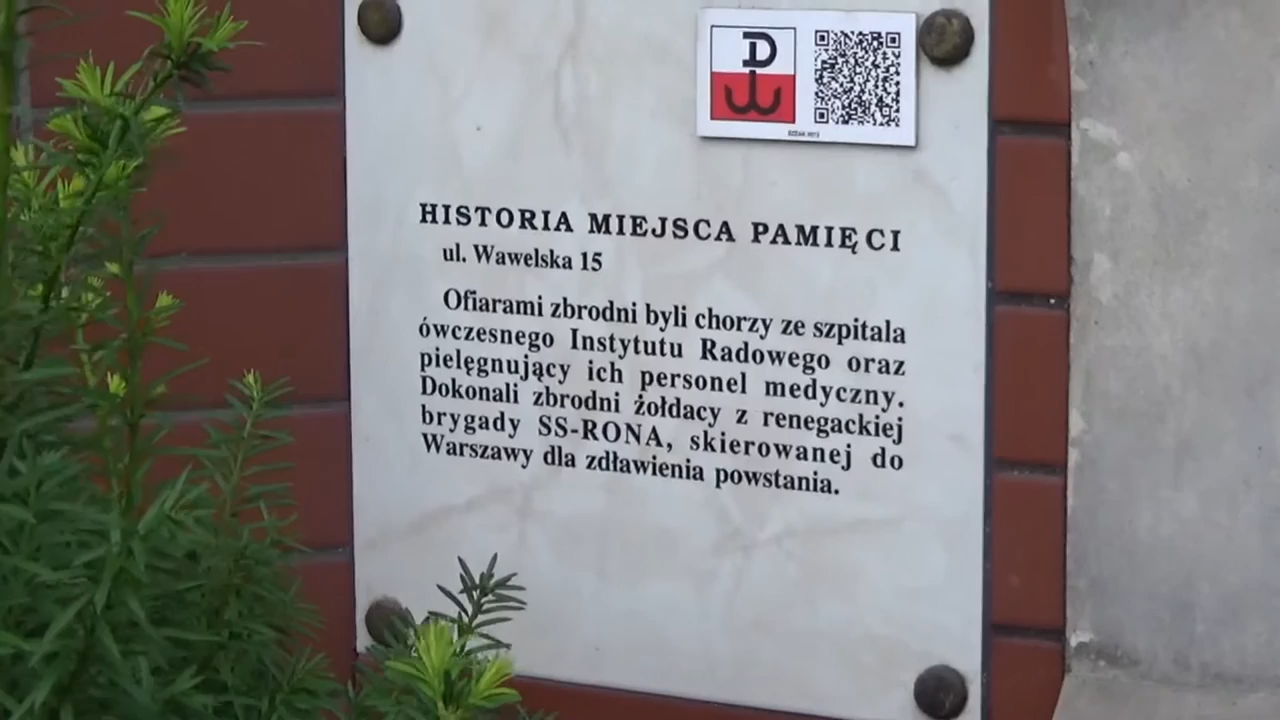 HISTORIA MIEJSCA PAMIĘCI
ul. Wawelska 15
Ofiarami zbrodni byli chorzy ze szpitala
ówczesnego Instytutu Radowego oraz
pielęgnujący ich personel medyczny.
Dokonali zbrodni żołdacy z renegackiej
brygady SS-RONA, skierowanej do
Warszawy dla zdławienia powstania.